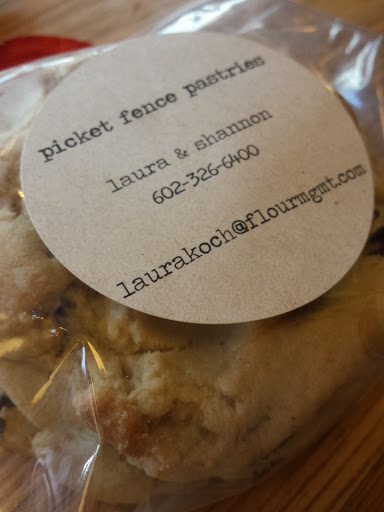 picket fence pastries
laura & shannon
602-326-6400
laurakoch@flourmgmt.com